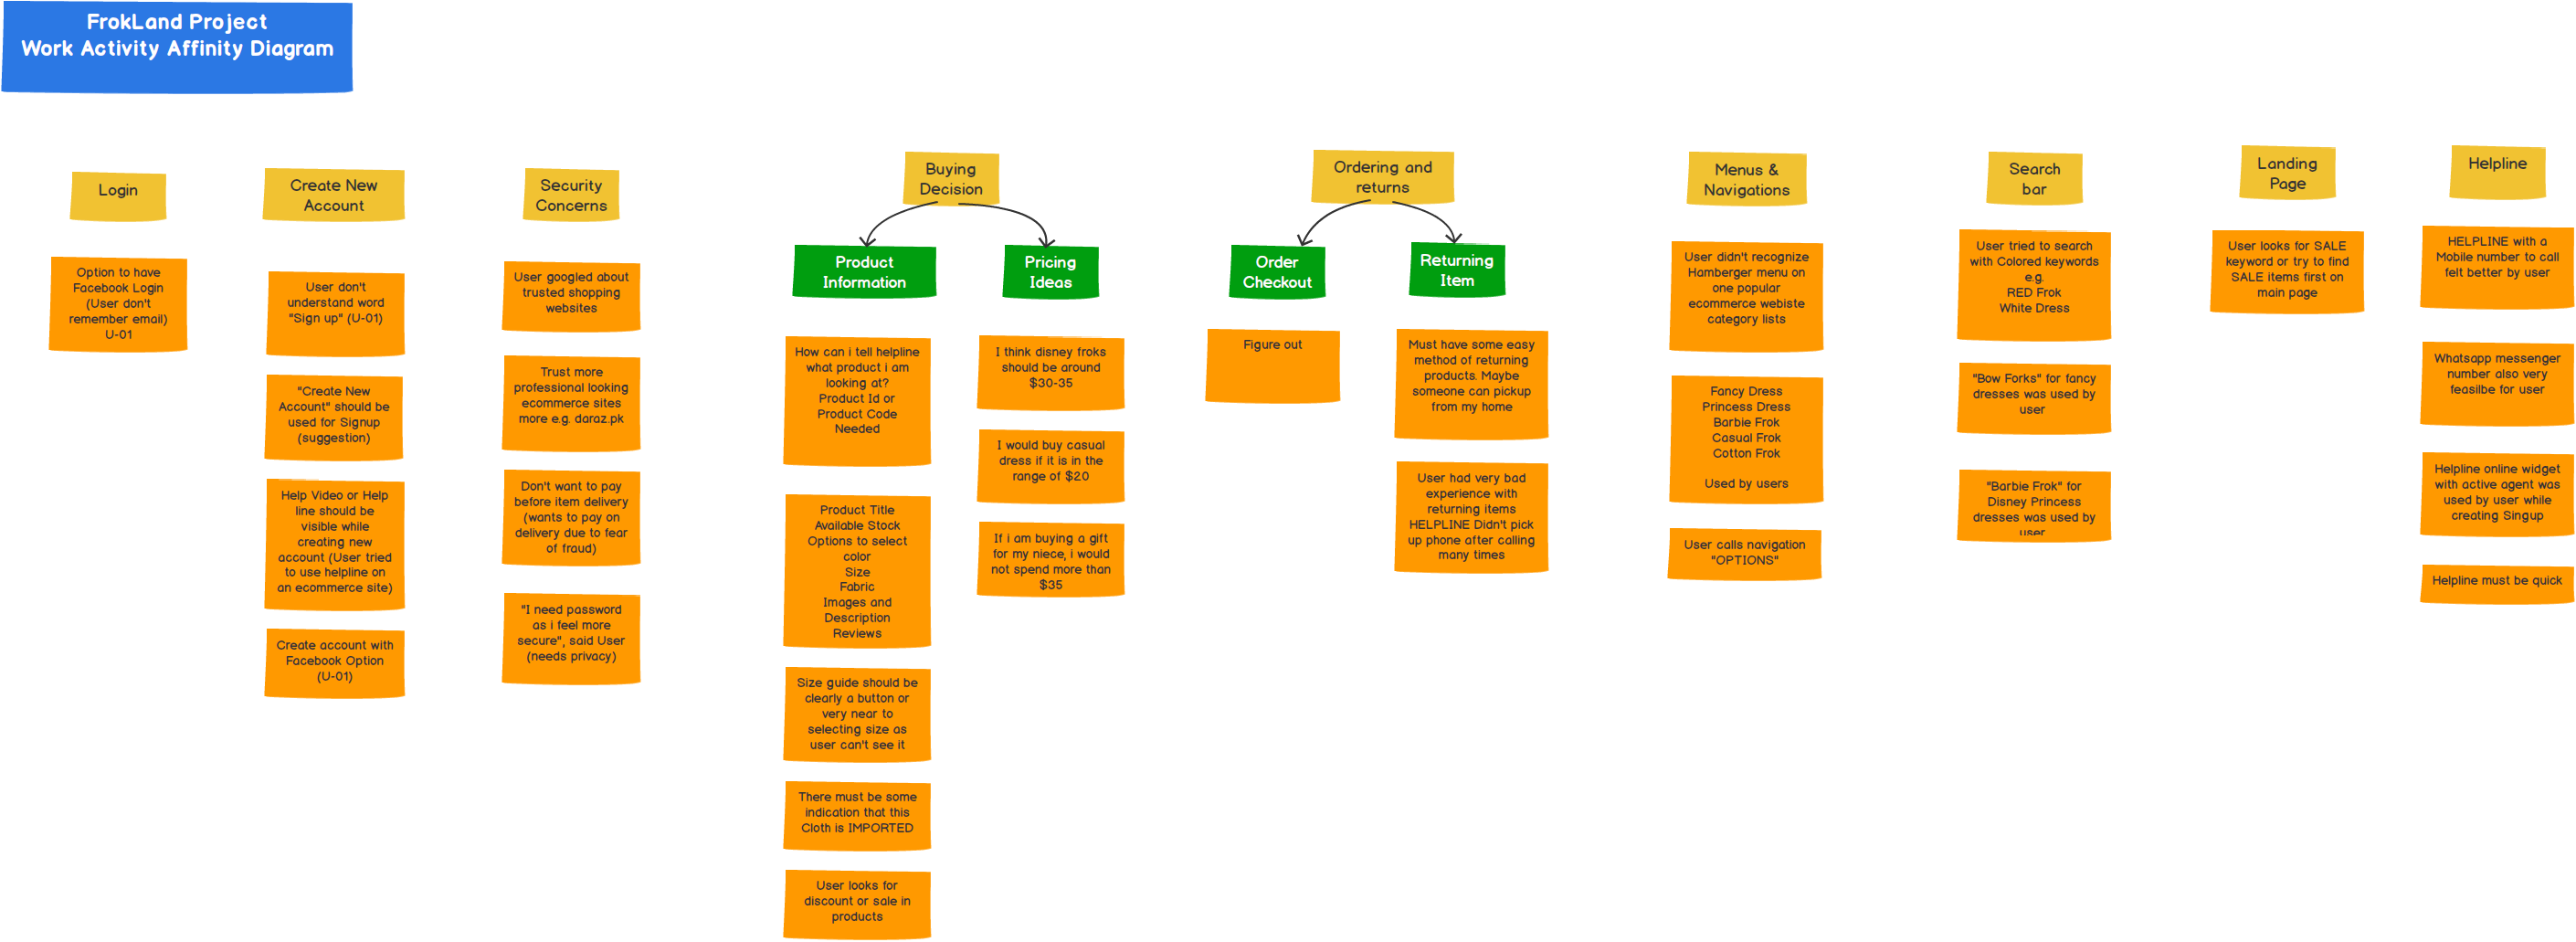 FrokLand Project
Work Activity Affinity Diagram
Login
Option to have
Facebook Login
(User don't
remember email)
U-01
Create New
Account
User don't
understand word
"Sign up" (U-01)
"Create New
Account" should be
used for Signup
(suggestion)
Help Video or Help
line should be
visible while
creating new
account (User tried
to use helpline on
an ecommerce site)
Create account with
Facebook Option
(U-01)
Security
Concerns
User googled about
trusted shopping
websites
Trust more
professional looking
ecommerce sites
more e.g. daraz.pk
Don't want to pay
before item delivery
(wants to pay on
delivery due to fear
of fraud)
"I need password
as i feel more
secure", said User
(needs privacy)
Buying
Decision
Product
Information
How can i tell helpline
what product i am
looking at?
Product Id or
Product Code
Needed
Product Title
Available Stock
Options to select
color
Size
Fabric
Images and
Description
Reviews
Size guide should be
clearly a button or
very near to
selecting size as
user can't see it
There must be some
indication that this
Cloth is IMPORTED
User looks for
discount or sale in
products
Pricing
Ideas
I think disney froks
should be around
$30-35
I would buy casual
dress if it is in the
range of $20
If i am buying a gift
for my niece, i would
not spend more than
$35
Ordering and
returns
Order
Checkout
Figure out
Returning
Item
Must have some easy
method of returning
products. Maybe
someone can pickup
from my home
User had very bad
experience with
returning items
HELPLINE Didn't pick
up phone after calling
many times
Menus &
Navigations
User didn't recognize
Hamberger menu on
one popular
ecommerce webiste
category lists
Fancy Dress
Princess Dress
Barbie Frok
Casual Frok
Cotton Frok
Used by users
User calls navigation
"OPTIONS"
Search
bar
User tried to search
with Colored keywords
e.g.
RED Frok
White Dress
"Bow Forks" for fancy
dresses was used by
user
"Barbie Frok" for
Disney Princess
dresses was used by
user
Landing
Page
User looks for SALE
keyword or try to find
SALE items first on
main page
Helpline
HELPLINE with a
Mobile number to call
felt better by user
Whatsapp messenger
number also very
feasilbe for user
Helpline online widget
with active agent was
used by user while
creating Singup
Helpline must be quick